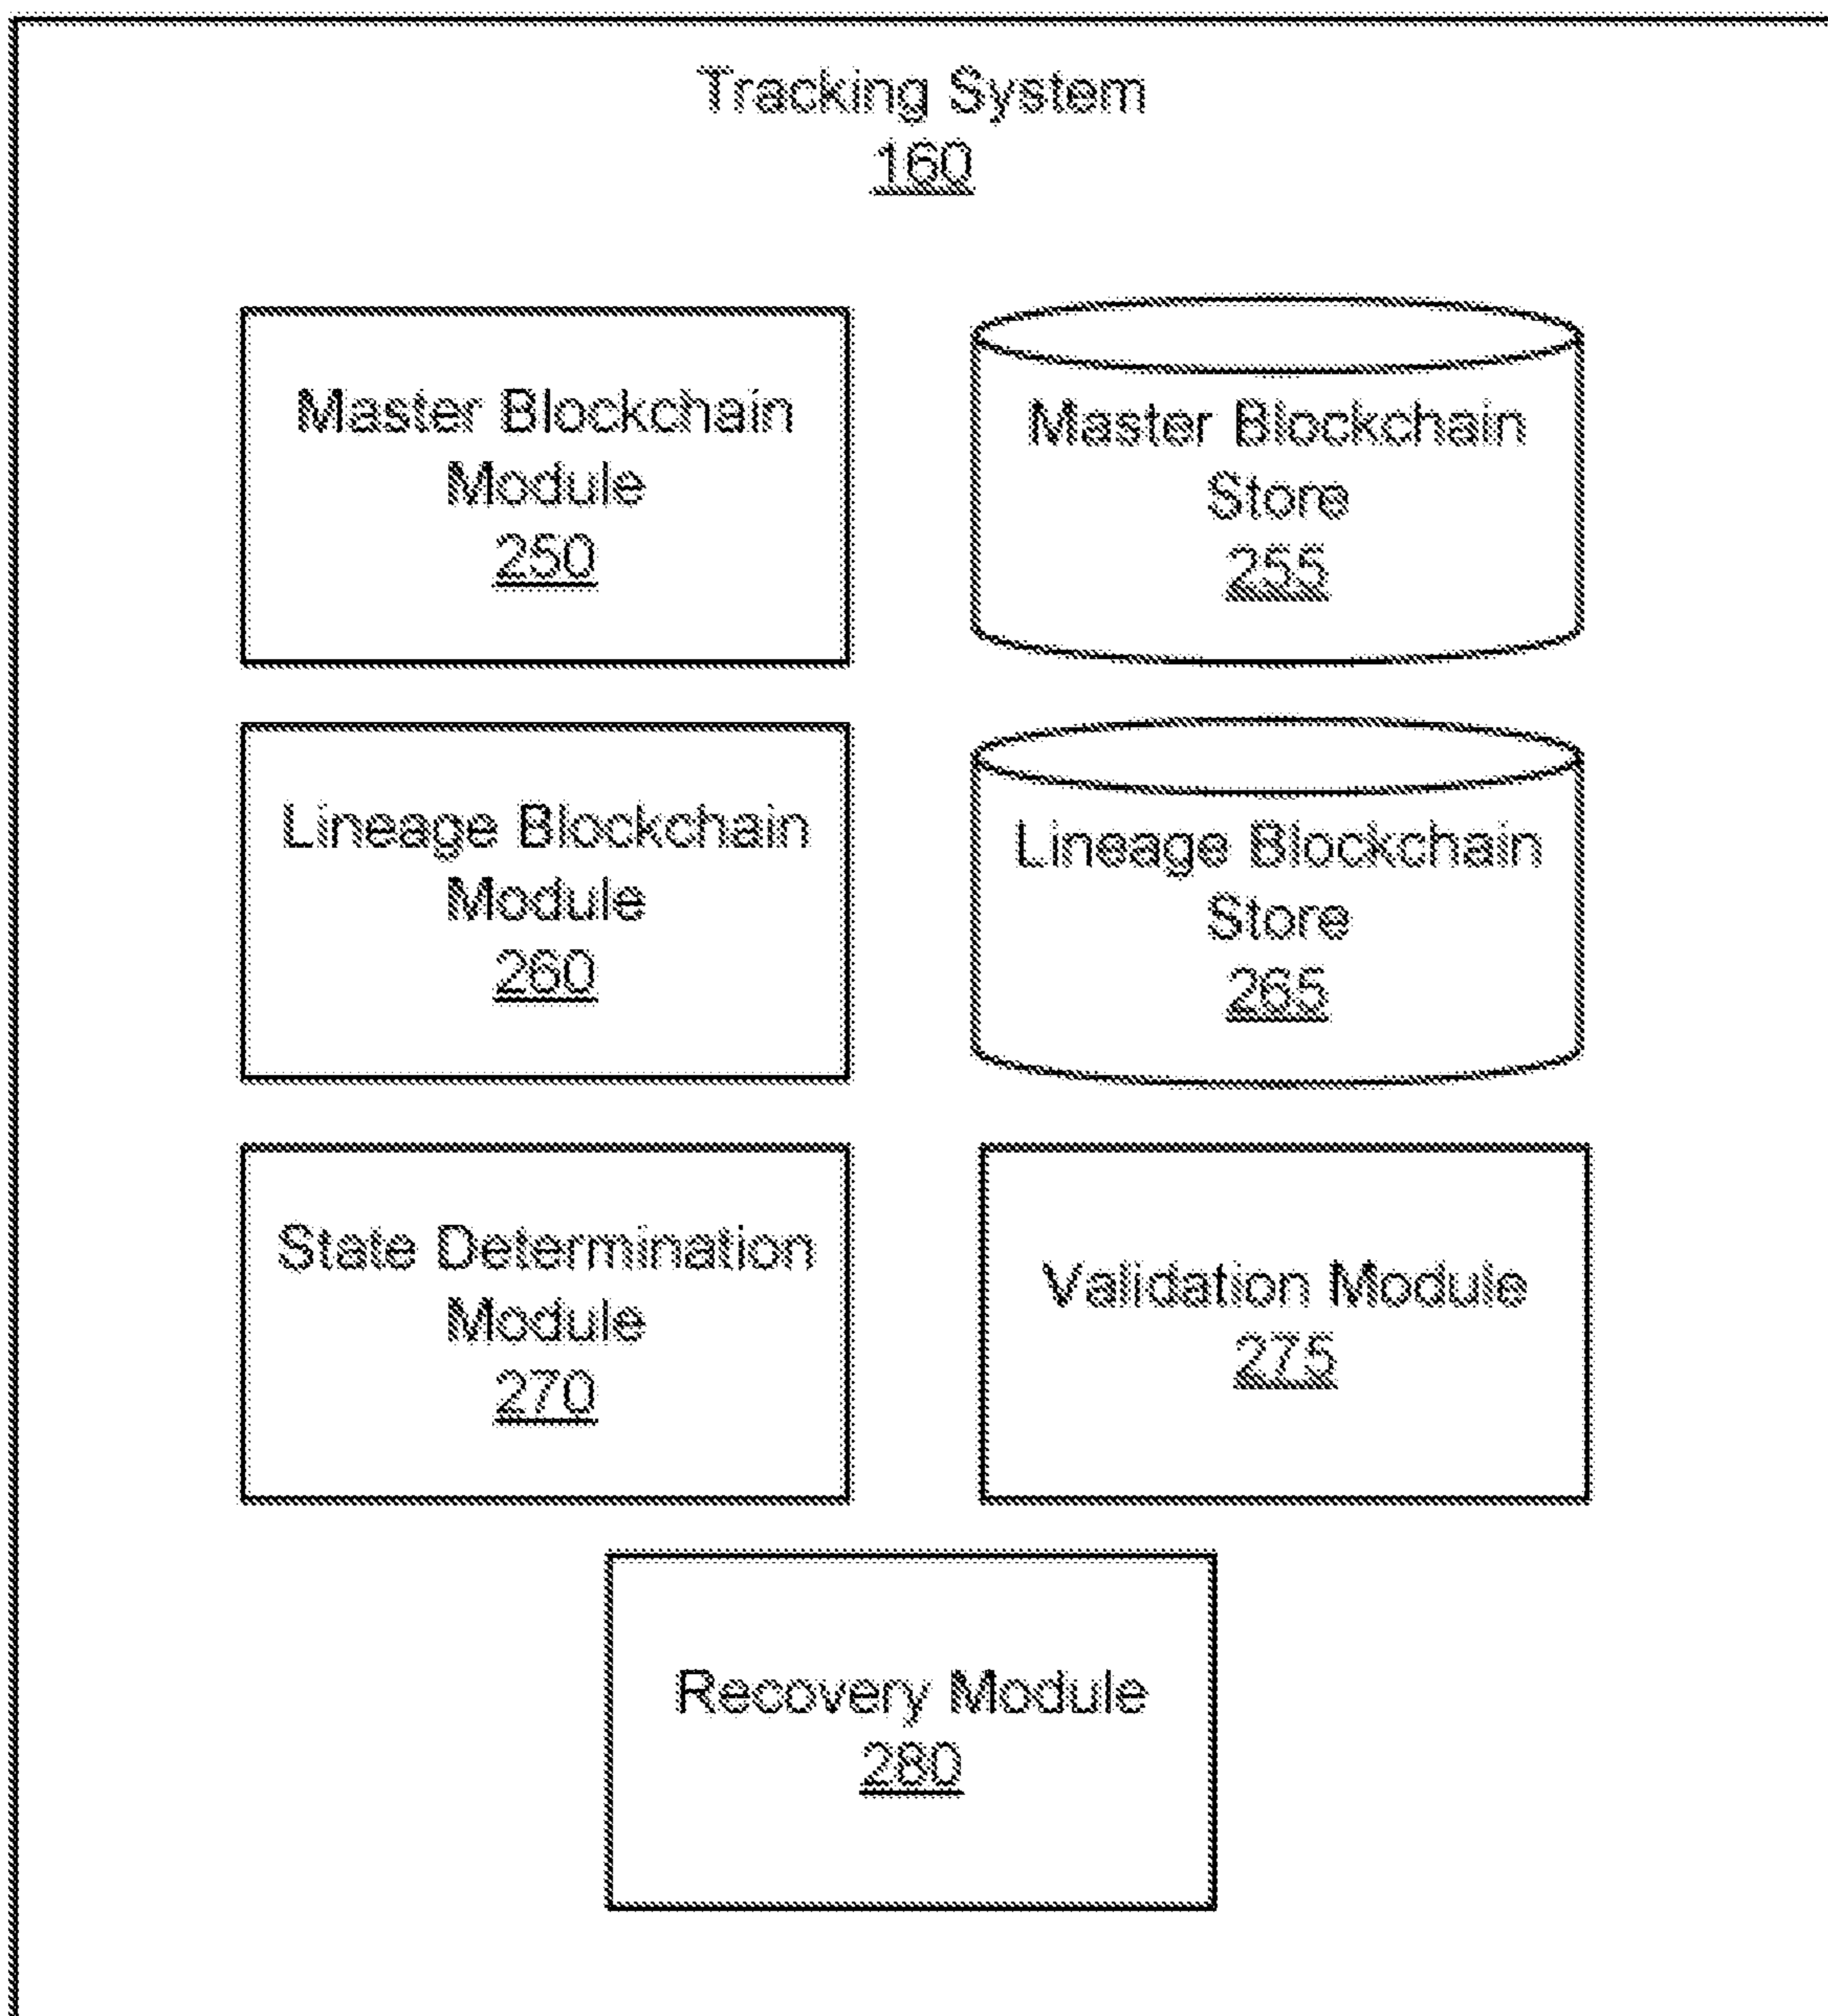 Tracking System
160
Master Blockchain
Module
250
Master Blockchain
Store
255
Lineage Blockchain
Module
260
Lineage Blockchain
Store
265
State Determination
Module
270
Validation Module
275
Recovery Module
280